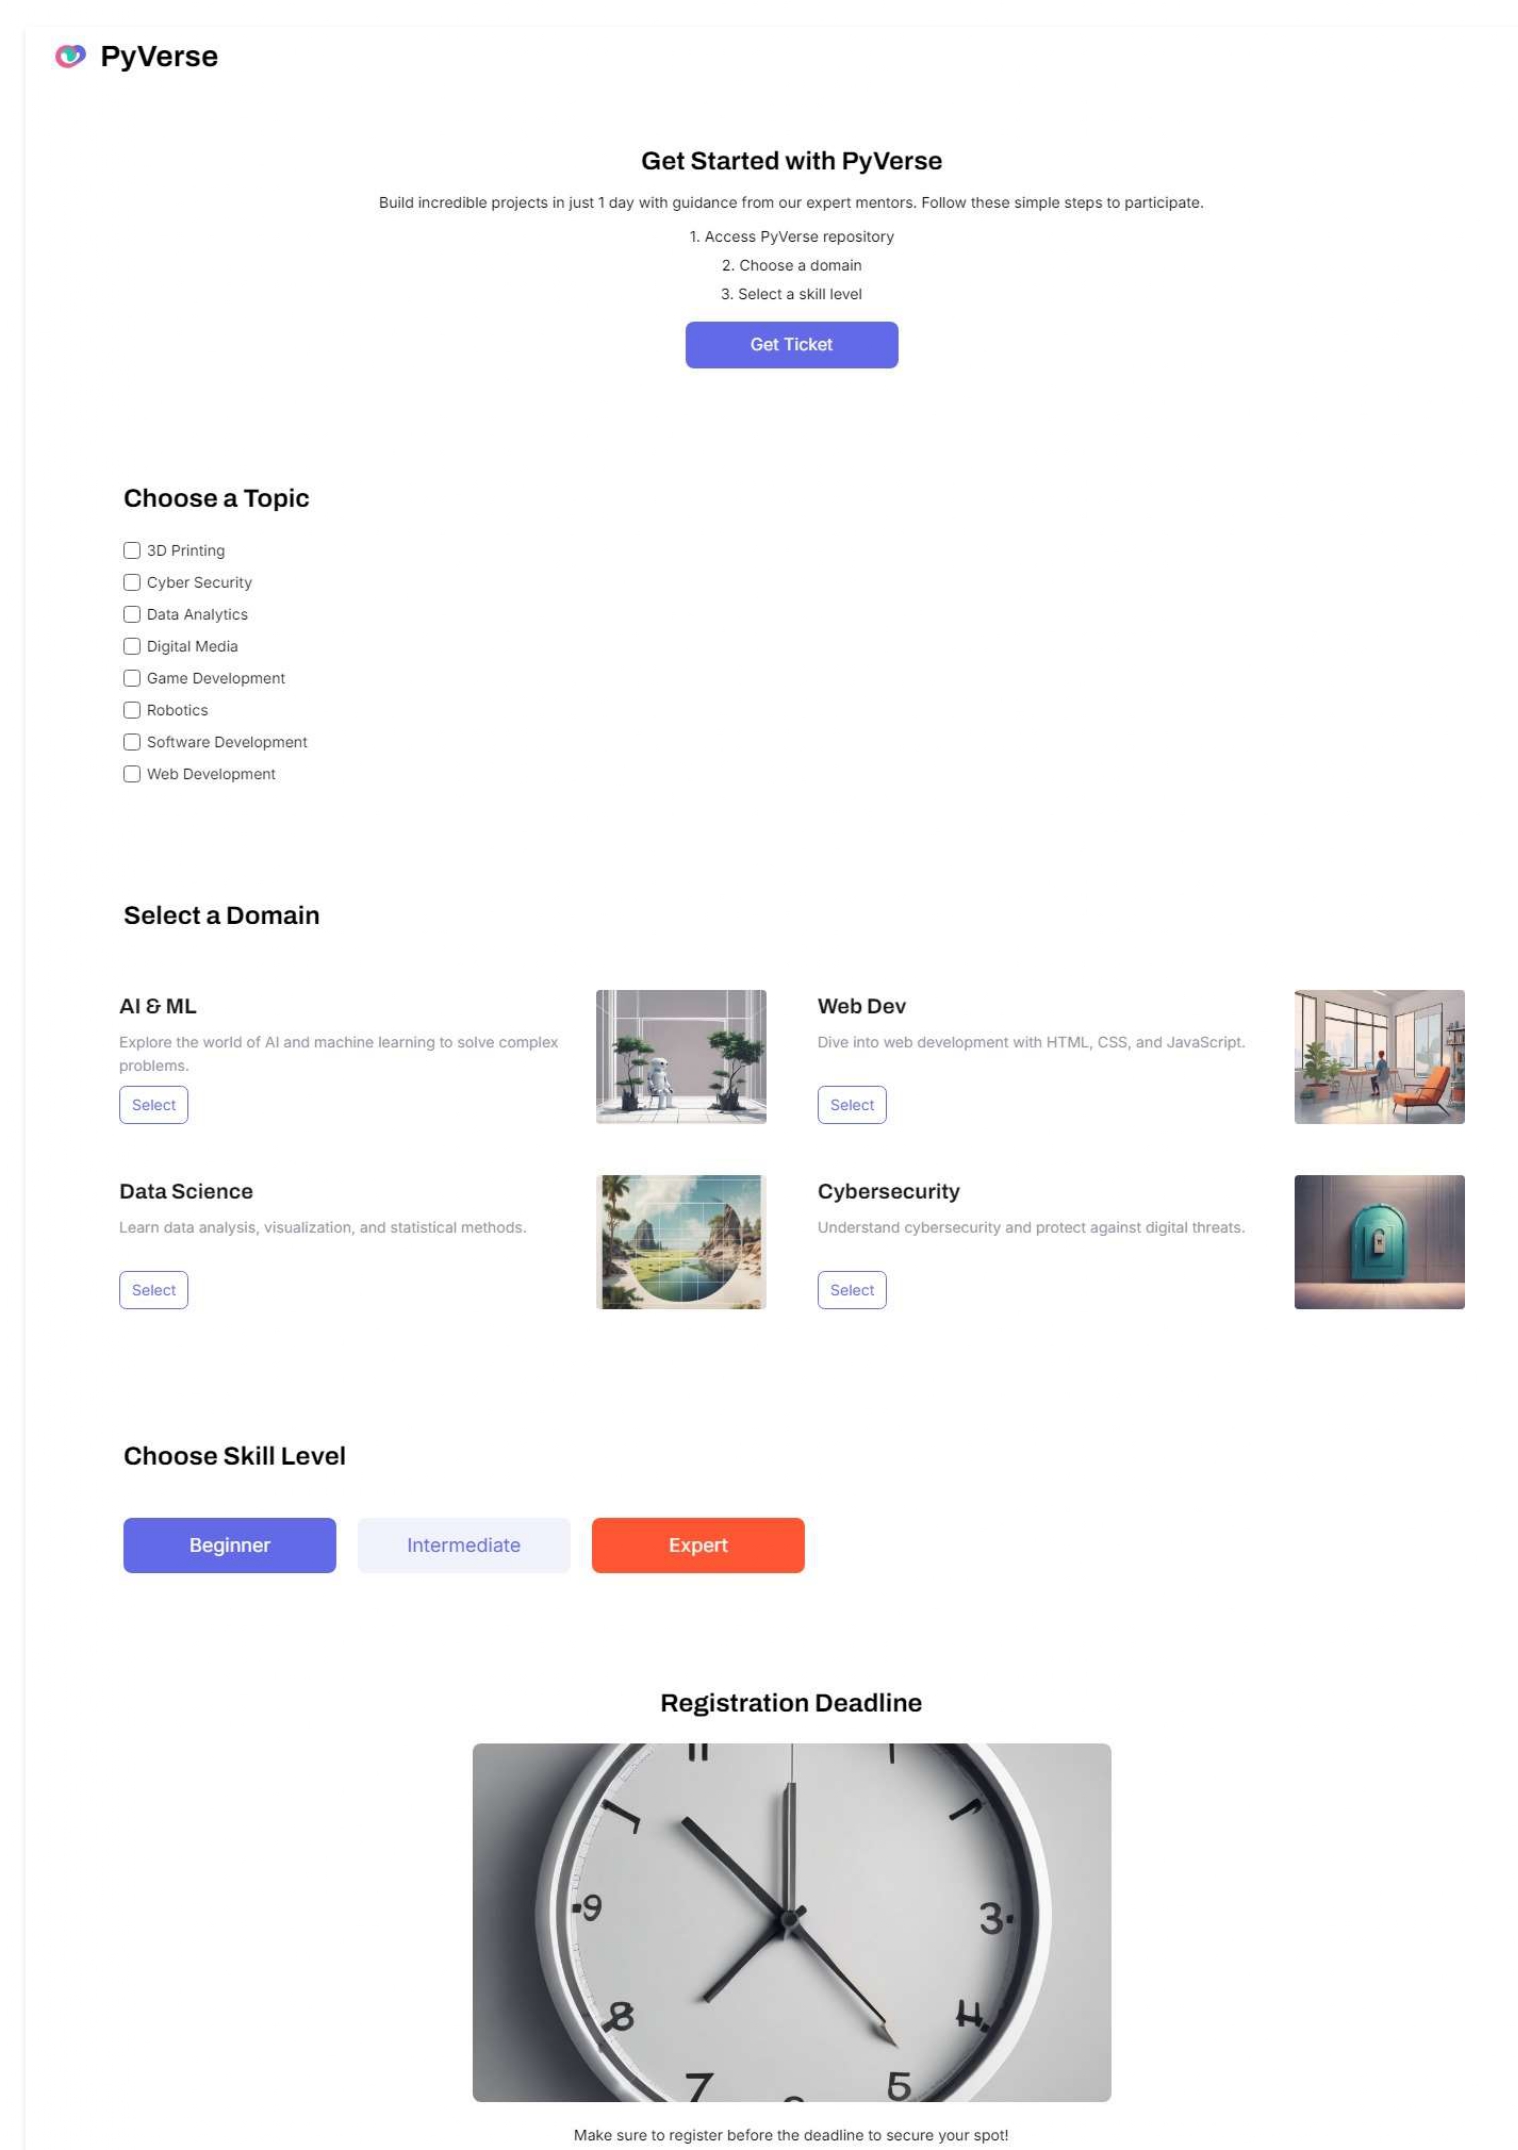 PyVerse
Get Started with PyVerse
Build incredible projects in just 1 day with guidance from our expert mentors. Follow these simple steps to participate.
1. Access PyVerse repository
2. Choose a domain
3. Select a skill level
Get Ticket
Choose a Topic
3D Printing
Cyber Security
Data Analytics
Digital Media
Game Development
Robotics
Software Development
Web Development
Select a Domain
AI & ML
Explore the world of AI and machine learning to solve complex
problems.
Select
Web Dev
Dive into web development with HTML, CSS, and JavaScript.
Select
Data Science
Learn data analysis, visualization, and statistical methods.
Select
Cybersecurity
Understand cybersecurity and protect against digital threats.
Select
Choose Skill Level
Beginner
Intermediate
Expert
Registration Deadline
9
3
8
4
7
5
Make sure to register before the deadline to secure your spot!